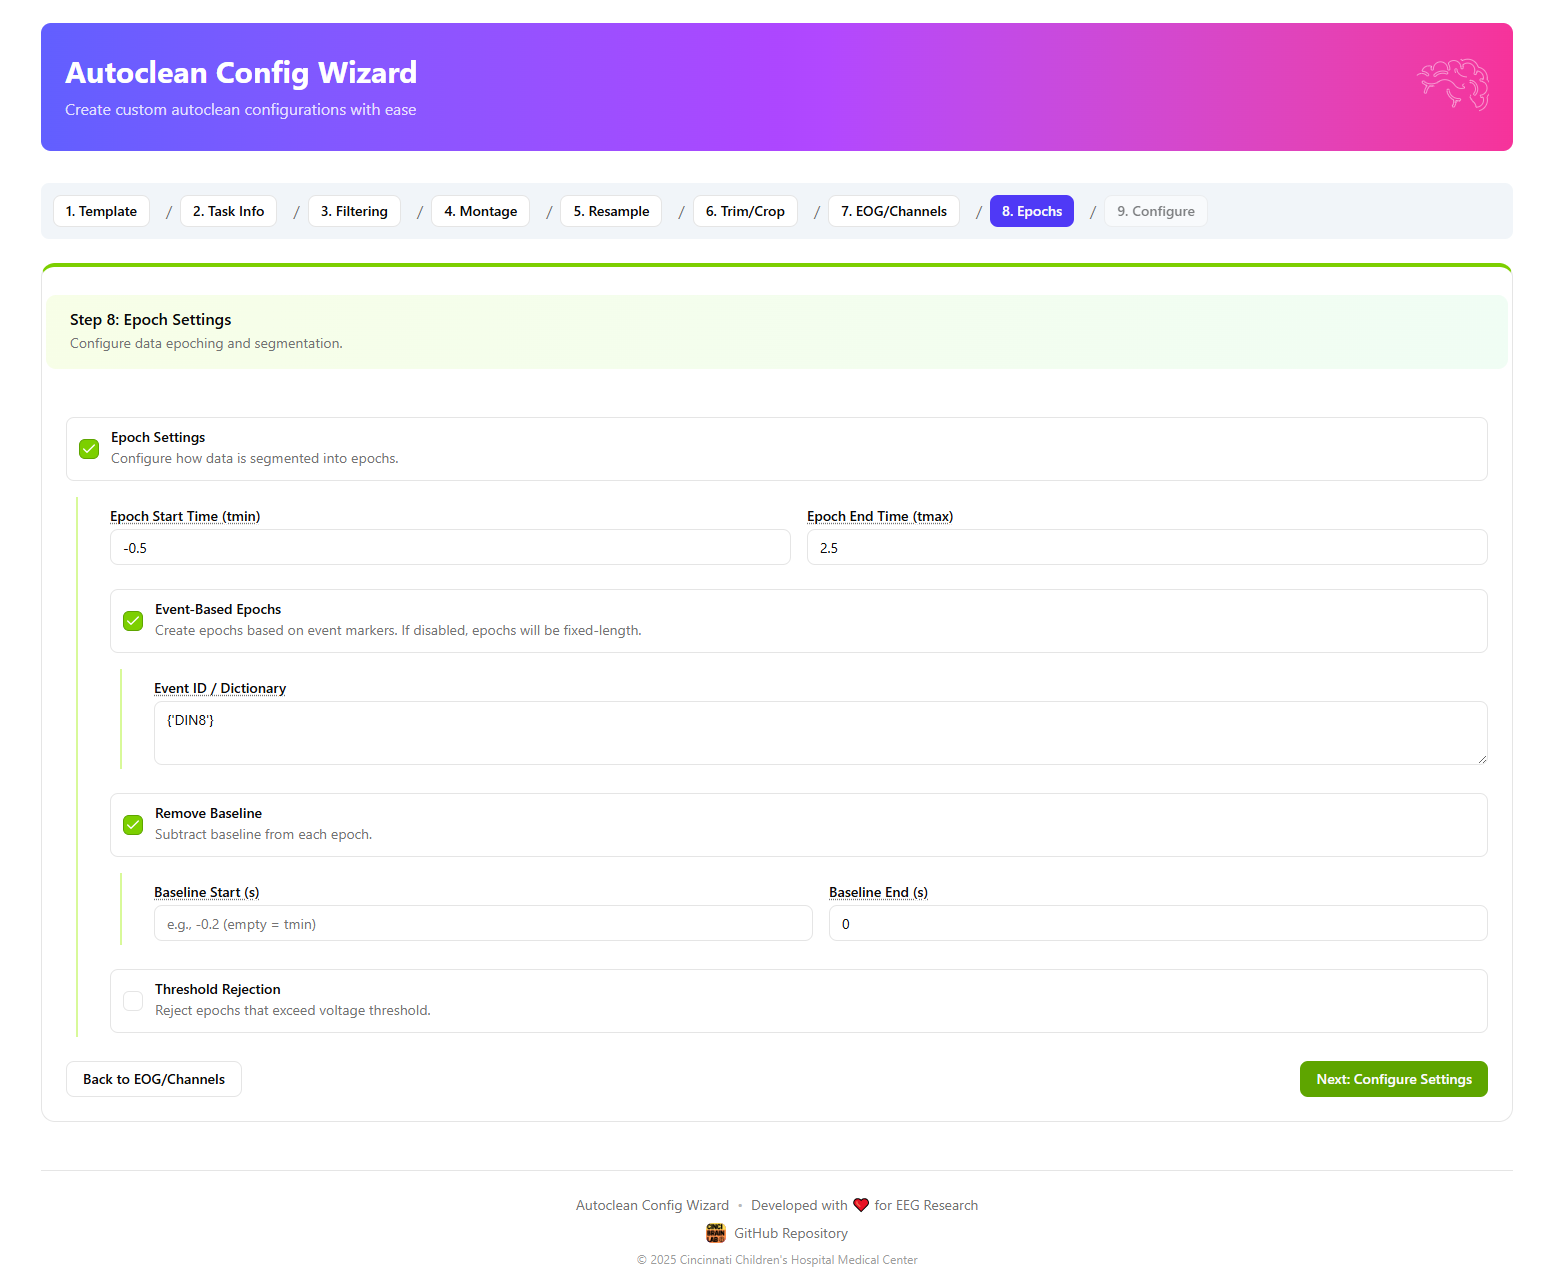 Autoclean Config Wizard
Create custom autoclean configurations with ease
1. Template / 2. Task Info / 3. Filtering / 4. Montage / 5. Resample / 6. Trim/Crop / 7. EOG/Channels / 8. Epochs / 9. Configure
Step 8: Epoch Settings
Configure data epoching and segmentation.
Epoch Settings
Configure how data is segmented into epochs.
Epoch Start Time (tmin)
-0.5
Epoch End Time (tmax)
2.5
Event-Based Epochs
Create epochs based on event markers. If disabled, epochs will be fixed-length.
Event ID / Dictionary
{'DIN8'}
Remove Baseline
Subtract baseline from each epoch.
Baseline Start (s)
e.g., -0.2 (empty = tmin)
Baseline End (s)
0
Threshold Rejection
Reject epochs that exceed voltage threshold.
Back to EOG/Channels
Next: Configure Settings
Autoclean Config Wizard • Developed with ❤️ for EEG Research
CINCI
BRAIN
LAB
GitHub Repository
© 2025 Cincinnati Children's Hospital Medical Center